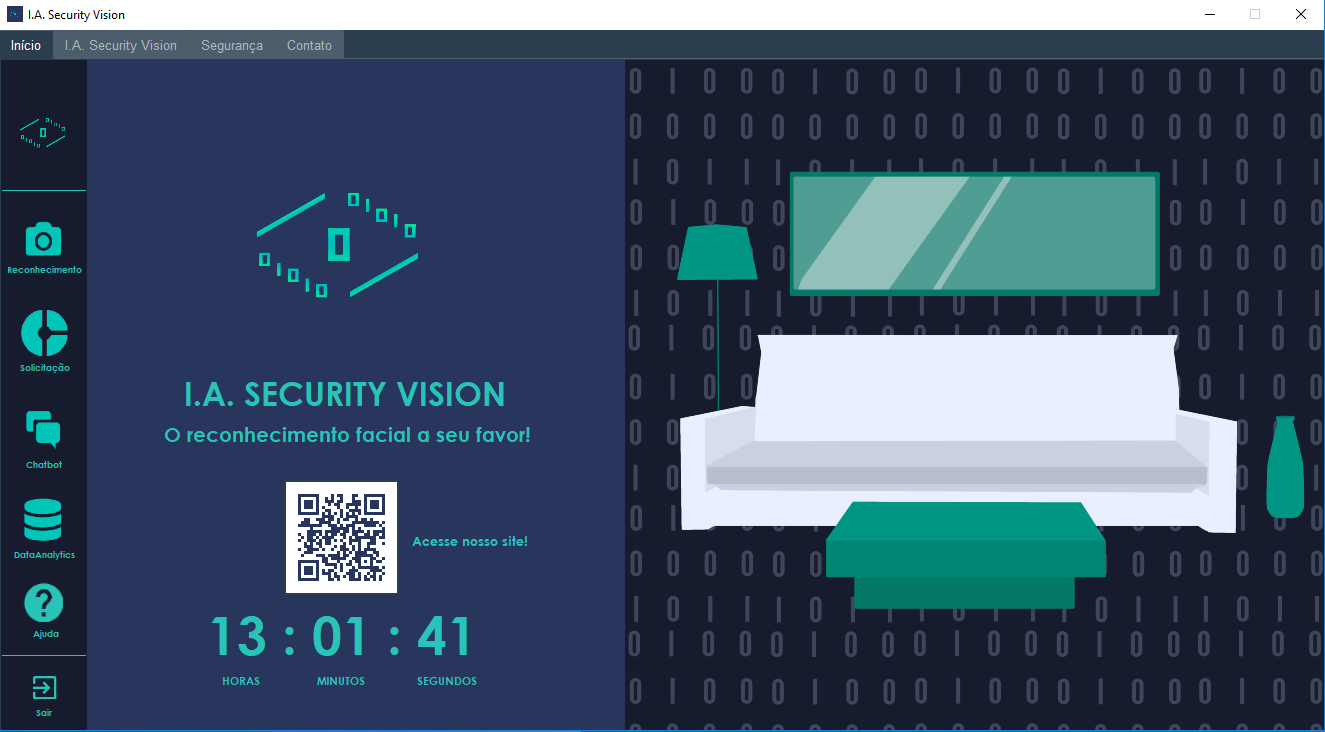 I.A. Security Vision
Início I.A. Security Vision Segurança Contato
Reconhecimento
Solicitação
Chatbot
DataAnalytics
Ajuda
Sair
I.A. SECURITY VISION
O reconhecimento facial a seu favor!
Acesse nosso site!
13 : 01 : 41
HORAS MINUTOS SEGUNDOS